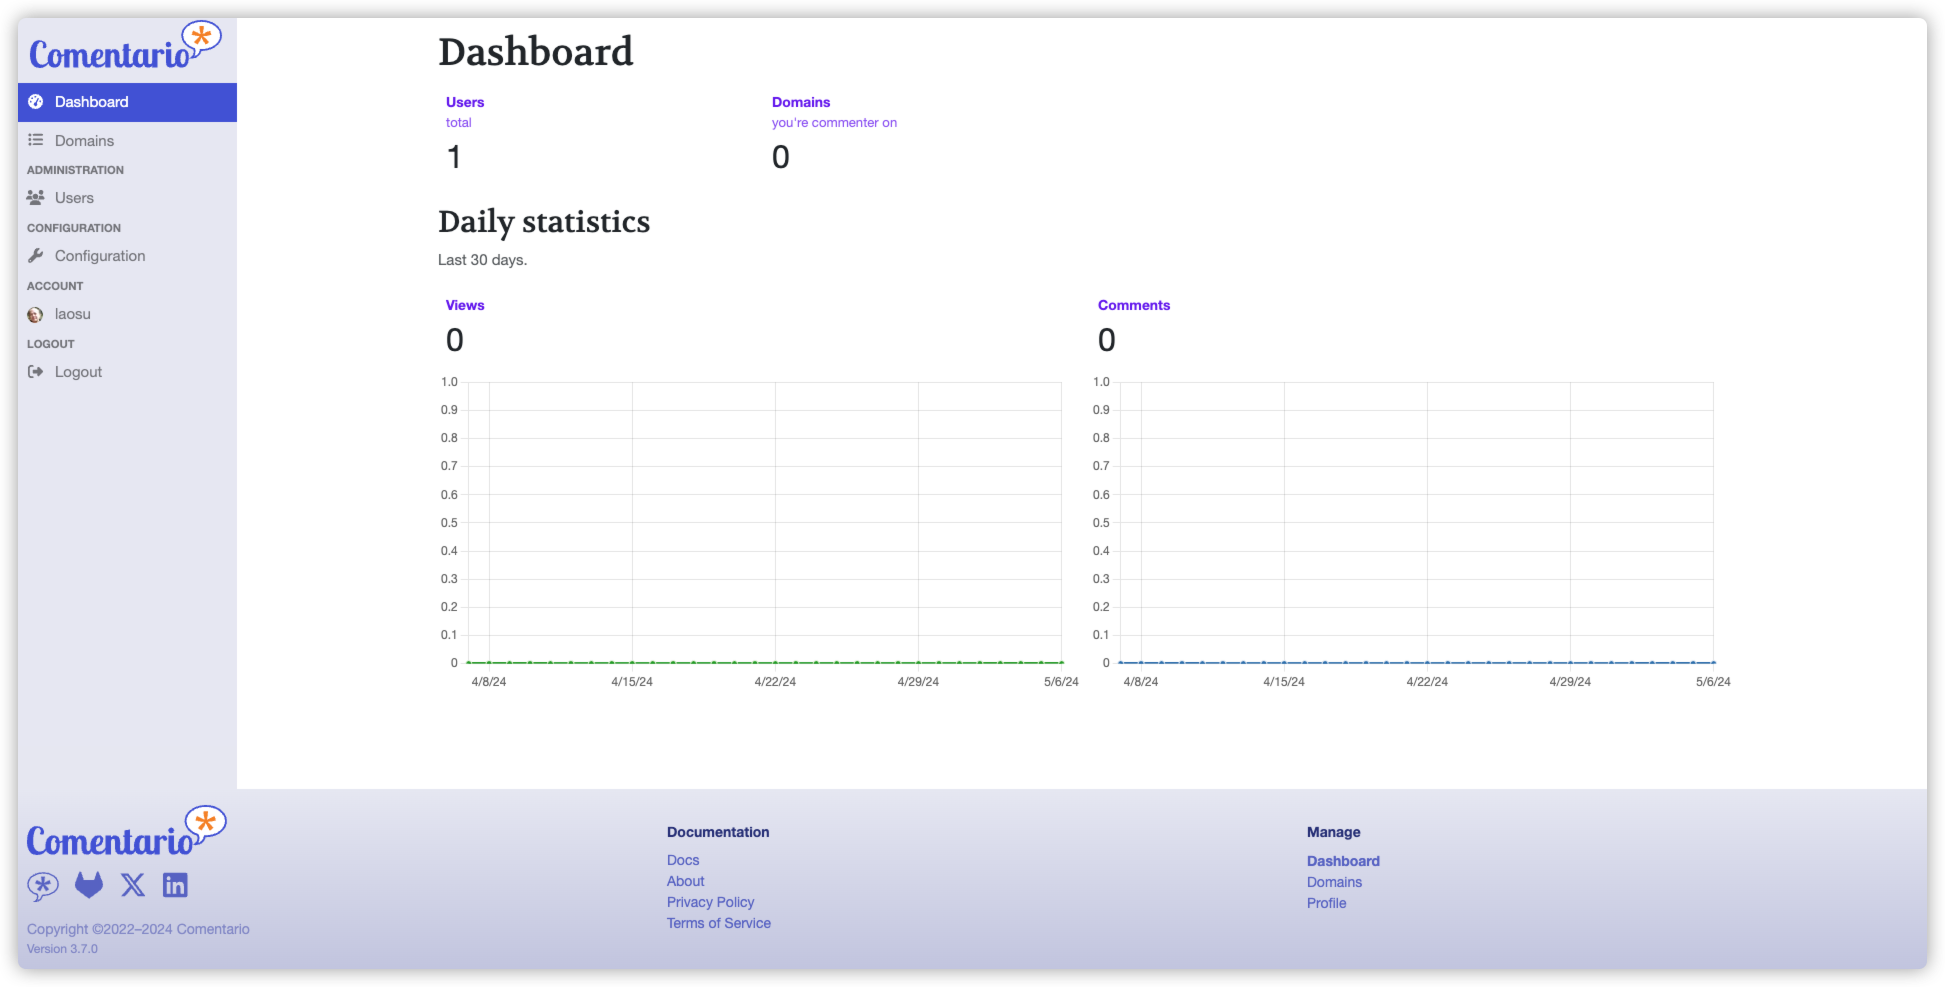 Comentario
Dashboard
Domains
ADMINISTRATION
Users
CONFIGURATION
Configuration
ACCOUNT
laosu
LOGOUT
Logout
Dashboard
Users
total
1
Domains
you're commenter on
0
Daily statistics
Last 30 days.
Views
0
1.0
0.9
0.8
0.7
0.6
0.5
0.4
0.3
0.2
0.1
0
4/8/24 4/15/24 4/22/24 4/29/24 5/6/24
Comments
0
1.0
0.9
0.8
0.7
0.6
0.5
0.4
0.3
0.2
0.1
0
4/8/24 4/15/24 4/22/24 4/29/24 5/6/24
Comentario
Copyright ©2022–2024 Comentario
Version 3.7.0
Documentation
Docs
About
Privacy Policy
Terms of Service
Manage
Dashboard
Domains
Profile